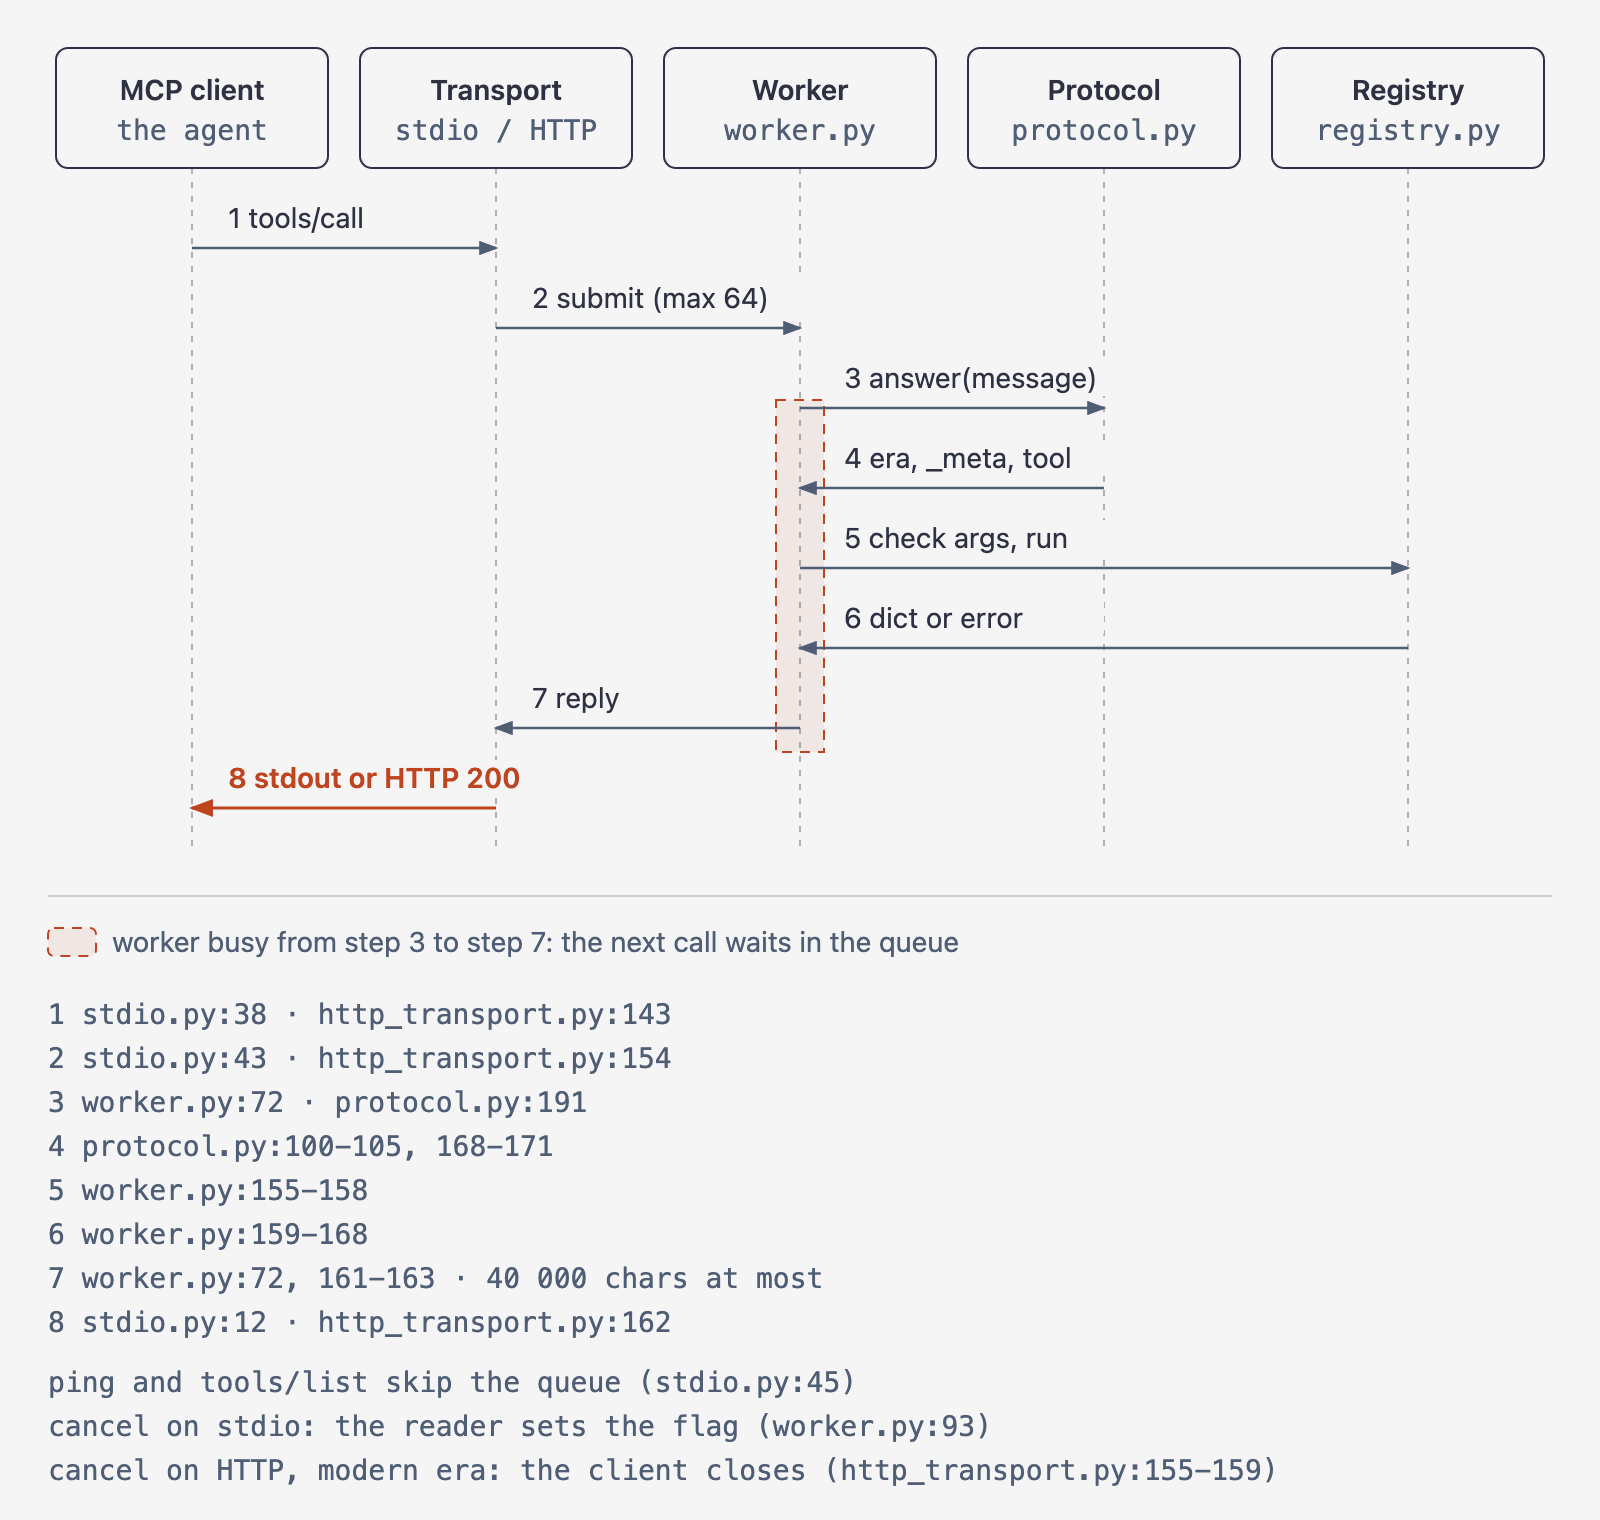 MCP client
the agent
Transport
stdio / HTTP
Worker
worker.py
Protocol
protocol.py
Registry
registry.py
1 tools/call
2 submit (max 64)
3 answer(message)
4 era, _meta, tool
5 check args, run
6 dict or error
7 reply
8 stdout or HTTP 200
worker busy from step 3 to step 7: the next call waits in the queue
1 stdio.py:38 · http_transport.py:143
2 stdio.py:43 · http_transport.py:154
3 worker.py:72 · protocol.py:191
4 protocol.py:100–105, 168–171
5 worker.py:155–158
6 worker.py:159–168
7 worker.py:72, 161–163 · 40 000 chars at most
8 stdio.py:12 · http_transport.py:162
ping and tools/list skip the queue (stdio.py:45)
cancel on stdio: the reader sets the flag (worker.py:93)
cancel on HTTP, modern era: the client closes (http_transport.py:155–159)